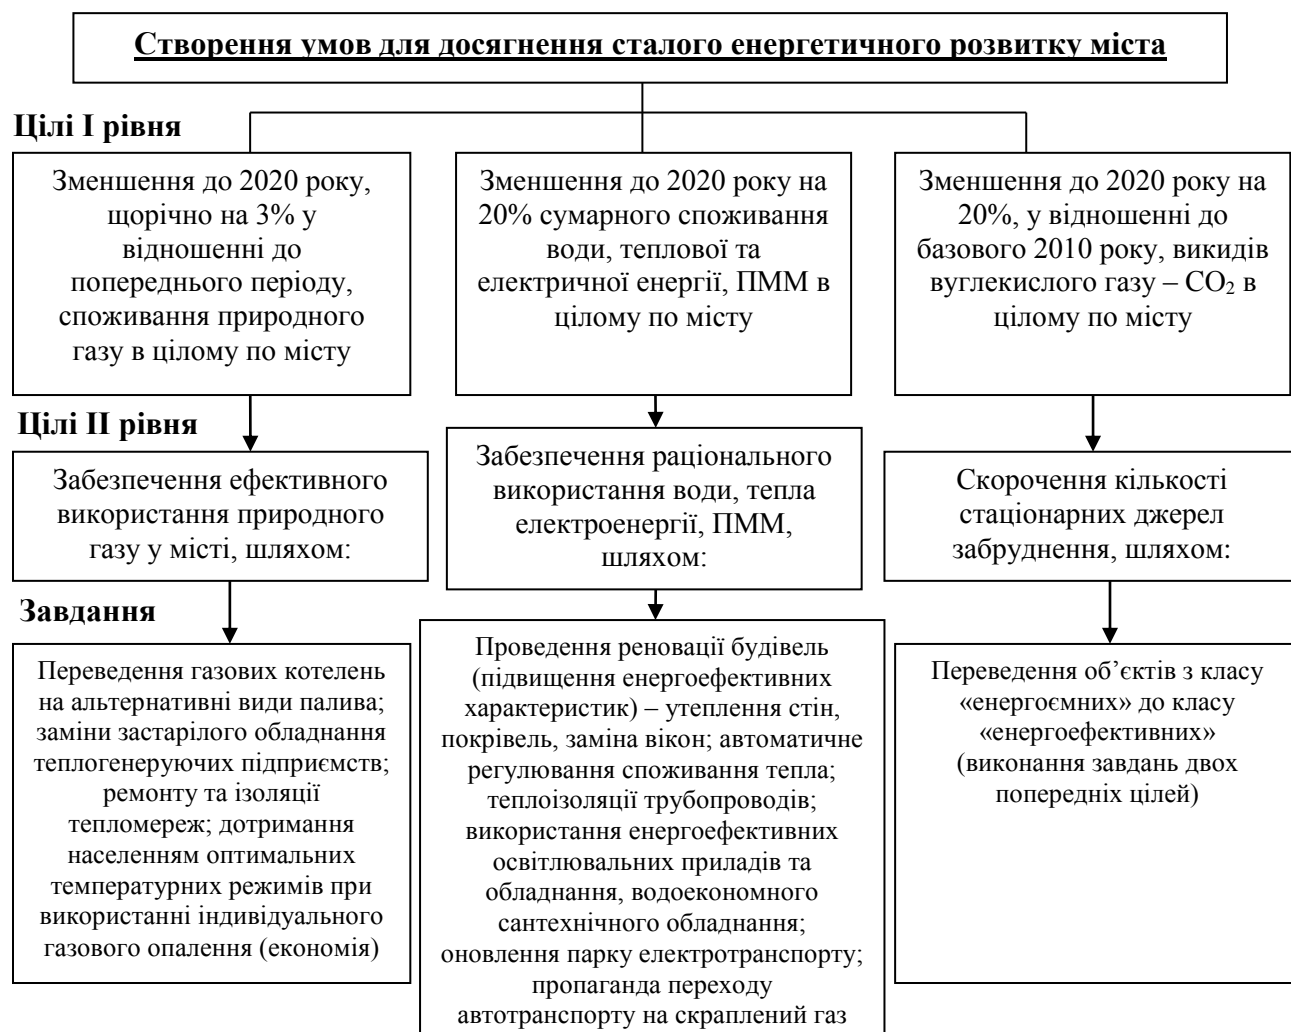 Створення умов для досягнення сталого енергетичного розвитку міста
Цілі І рівня
Зменшення до 2020 року,
щорічно на 3% у
відношенні до
попереднього періоду,
споживання природного
газу в цілому по місту
Зменшення до 2020 року на
20% сумарного споживання
води, теплової та
електричної енергії, ПММ в
цілому по місту
Зменшення до 2020 року на
20%, у відношенні до
базового 2010 року, викидів
вуглекислого газу – CO₂ в
цілому по місту
Цілі ІІ рівня
Забезпечення ефективного
використання природного
газу у місті, шляхом:
Забезпечення раціонального
використання води, тепла
електроенергії, ПММ,
шляхом:
Скорочення кількості
стаціонарних джерел
забруднення, шляхом:
Завдання
Переведення газових котелень
на альтернативні види палива;
заміни застарілого обладнання
теплогенеруючих підприємств;
ремонту та ізоляції
тепломереж; дотримання
населенням оптимальних
температурних режимів при
використанні індивідуального
газового опалення (економія)
Проведення реновації будівель
(підвищення енергоефективних
характеристик) – утеплення стін,
покрівель, заміна вікон; автоматичне
регулювання споживання тепла;
теплоізоляції трубопроводів;
використання енергоефективних
освітлювальних приладів та
обладнання, водоекономного
сантехнічного обладнання;
оновлення парку електротранспорту;
пропаганда переходу
автотранспорту на скраплений газ
Переведення об’єктів з класу
«енергоємних» до класу
«енергоефективних»
(виконання завдань двох
попередніх цілей)